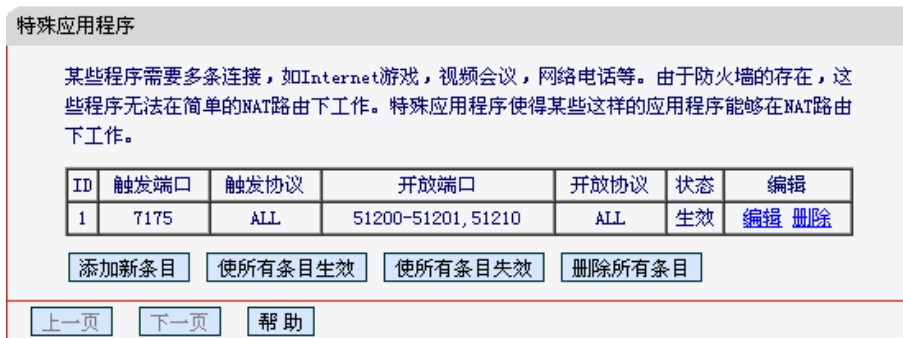 特殊应用程序
某些程序需要多条连接，如Internet游戏，视频会议，网络电话等。由于防火墙的存在，这
些程序无法在简单的NAT路由下工作。特殊应用程序使得某些这样的应用程序能够在NAT路由
下工作。
ID 触发端口 触发协议 开放端口 开放协议 状态 编辑
1 7175 ALL 51200-51201,51210 ALL 生效 编辑 删除
添加新条目 使所有条目生效 使所有条目失效 删除所有条目
上一页 下一页 帮助